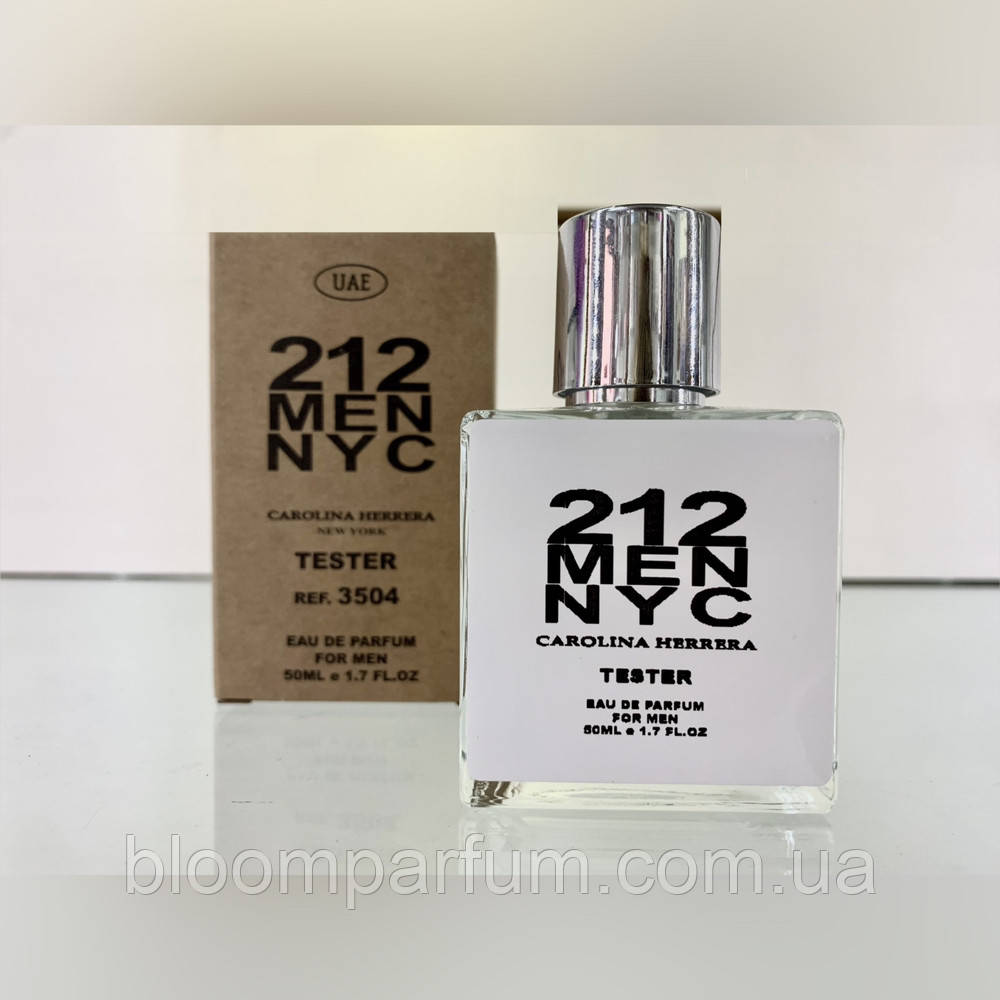 UAE
212
MEN
NYC
CAROLINA HERRERA
NEW YORK
TESTER
REF. 3504
EAU DE PARFUM
FOR MEN
50ML e 1.7 FL.OZ
212
MEN
NYC
CAROLINA HERRERA
TESTER
EAU DE PARFUM
FOR MEN
50ML e 1.7 FL.OZ
bloomparfum.com.ua